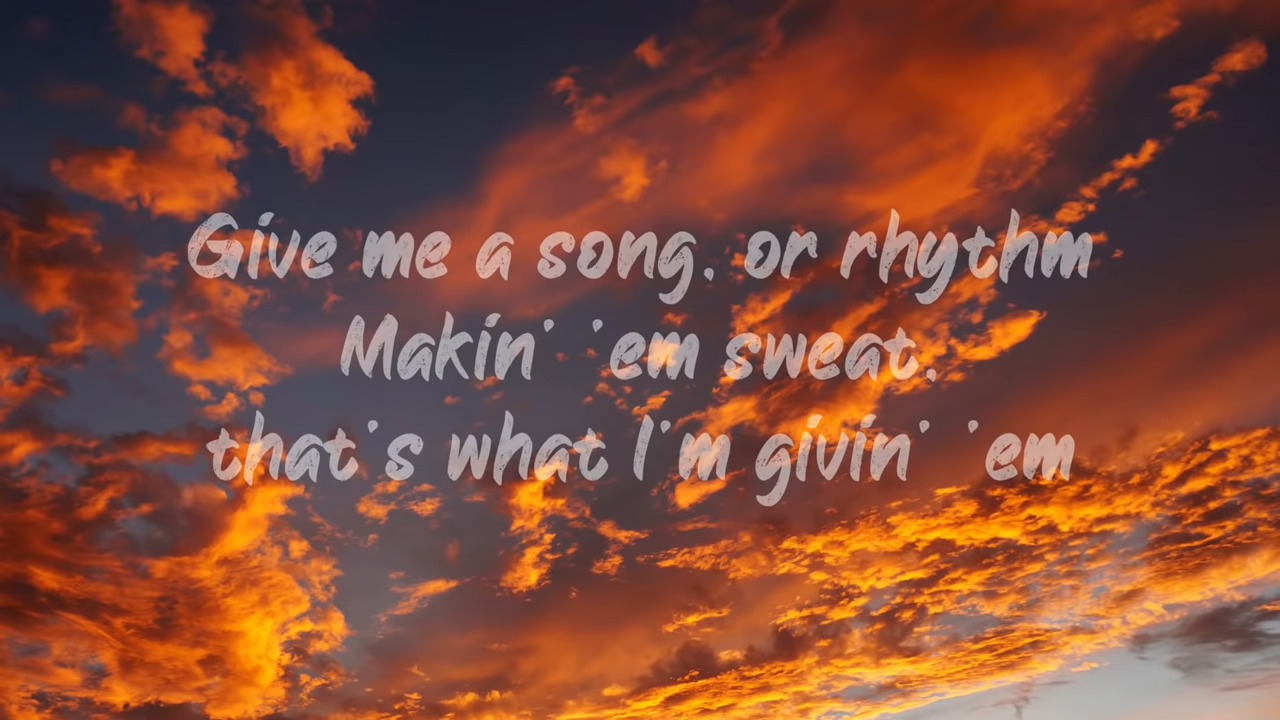 Give me a song, or rhythm
Makin' 'em sweat,
that's what I'm givin' 'em